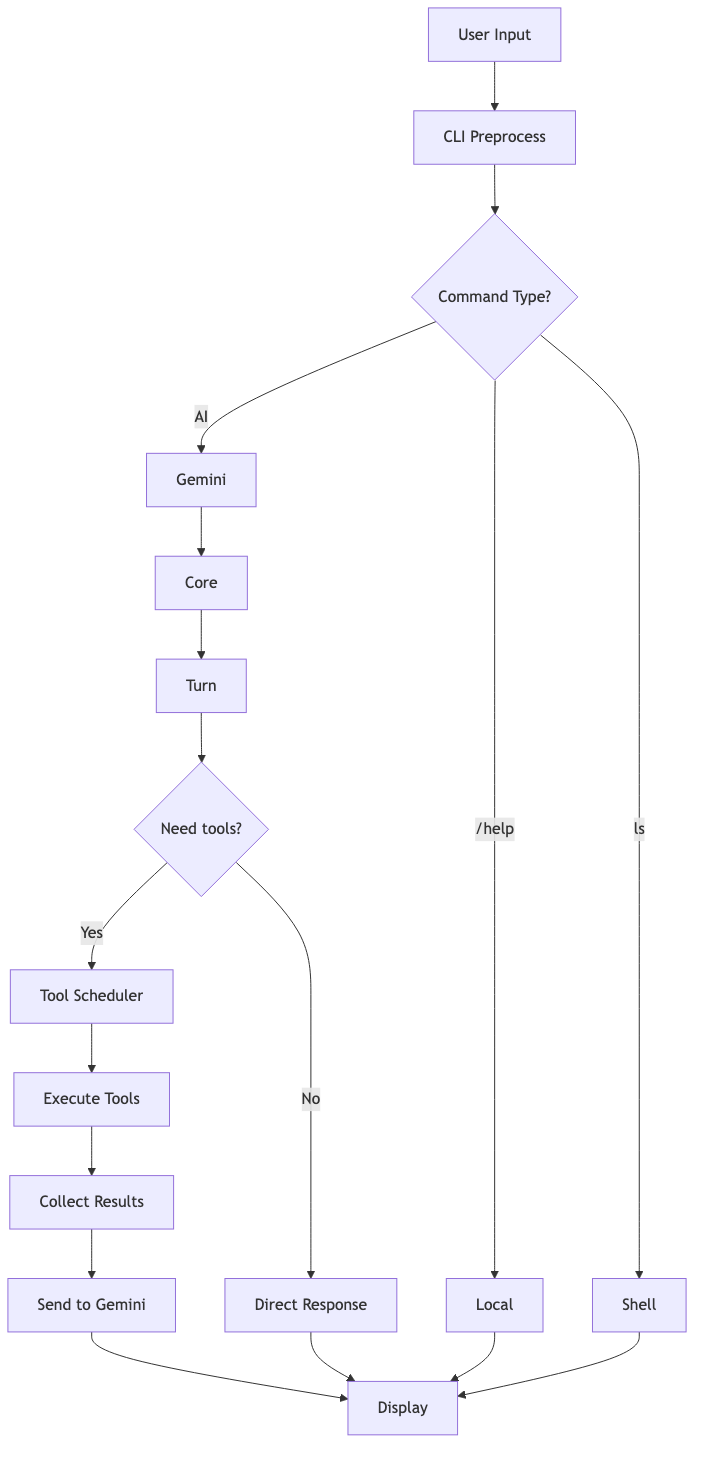 User Input
CLI Preprocess
Command Type?
AI
Gemini
Core
Turn
Need tools?
/help
ls
Yes
Tool Scheduler
Execute Tools
No
Collect Results
Send to Gemini
Direct Response
Local
Shell
Display